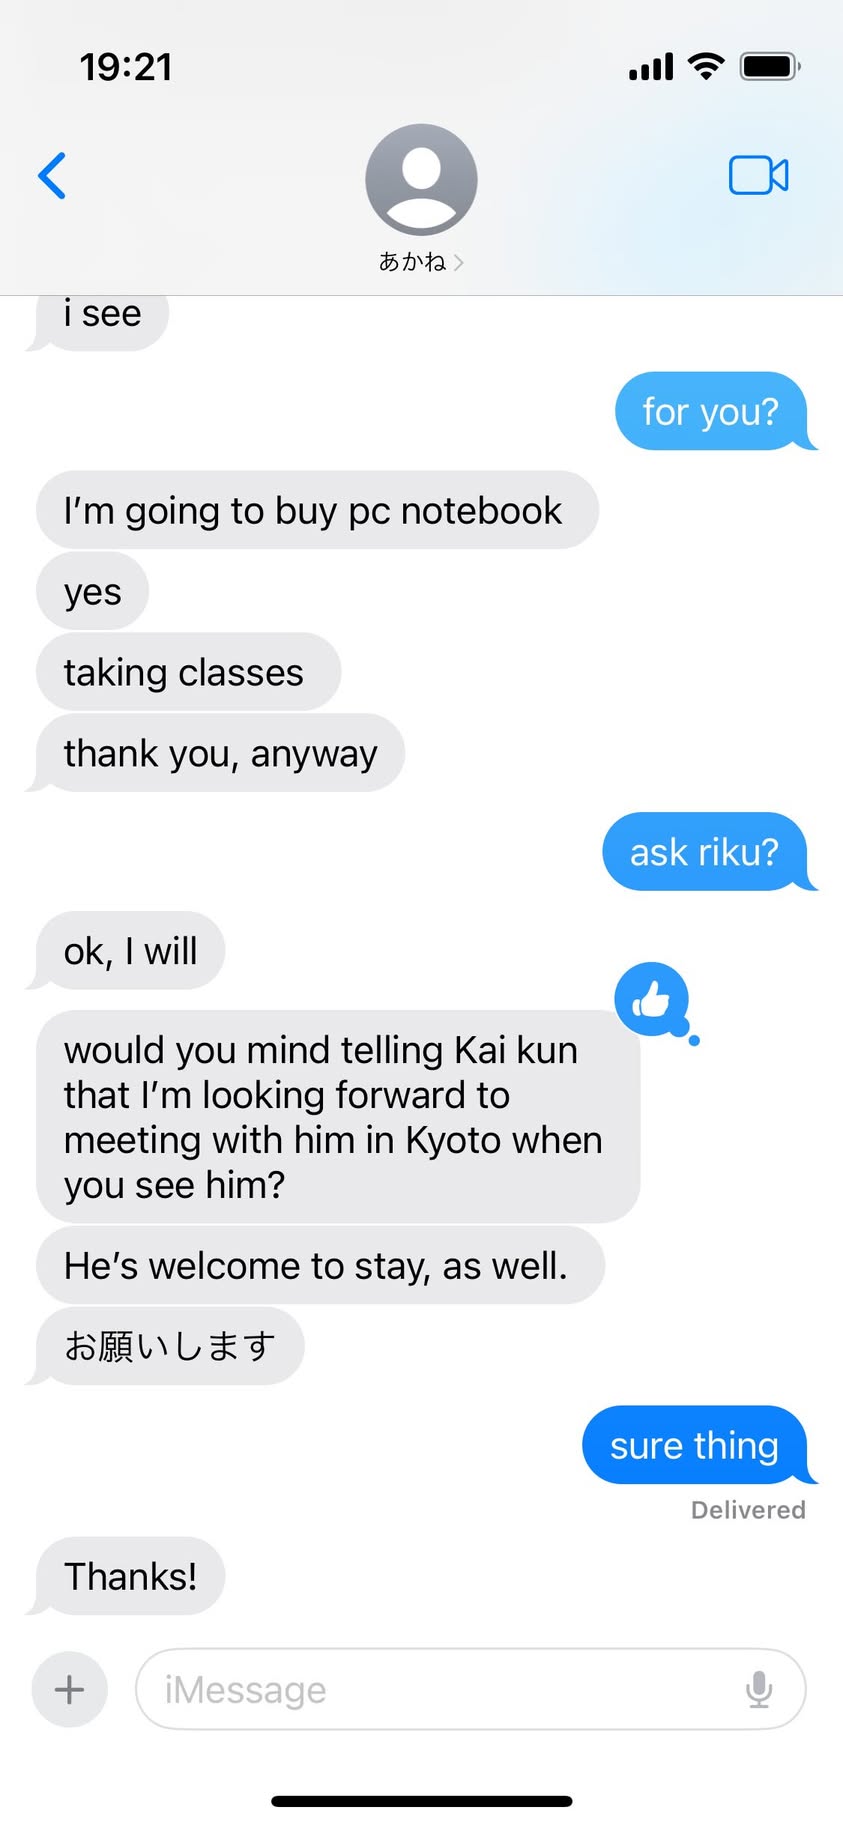 19:21
あかね
i see
for you?
I’m going to buy pc notebook
yes
taking classes
thank you, anyway
ask riku?
ok, I will
would you mind telling Kai kun
that I’m looking forward to
meeting with him in Kyoto when
you see him?
He’s welcome to stay, as well.
お願いします
sure thing
Delivered
Thanks!
iMessage